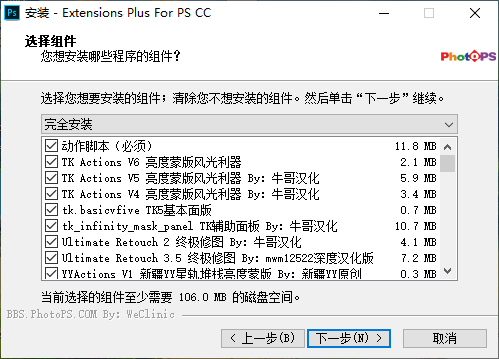 安装 - Extensions Plus For PS CC
选择组件
您想安装哪些程序的组件？
PhotoPS
选择您想要安装的组件；清除您不想安装的组件。然后单击“下一步”继续。
完全安装
动作脚本（必须） 11.8 MB
TK Actions V6 亮度蒙版风光利器 2.1 MB
TK Actions V5 亮度蒙版风光利器 By: 牛哥汉化 5.9 MB
TK Actions V4 亮度蒙版风光利器 By: 牛哥汉化 3.4 MB
tk.basicvfive TK5基本面版 0.7 MB
tk_infinity_mask_panel TK辅助面板 By: 牛哥汉化 10.7 MB
Ultimate Retouch 2 终极修图 By: 牛哥汉化 4.1 MB
Ultimate Retouch 3.5 终极修图 By: mwm12522深度汉化版 7.2 MB
YYActions V1 新疆YY星轨堆栈亮度蒙版 By: 新疆YY原创 0.3 MB
当前选择的组件至少需要 106.0 MB 的磁盘空间。
BBS.PhotoPS.COM By: WeClinic
< 上一步(B) 下一步(N) > 取消